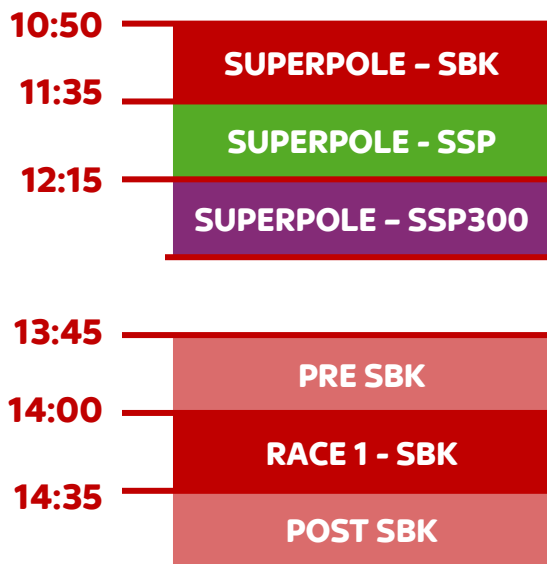 10:50
SUPERPOLE – SBK
11:35
SUPERPOLE - SSP
12:15
SUPERPOLE – SSP300
13:45
PRE SBK
14:00
RACE 1 - SBK
14:35
POST SBK